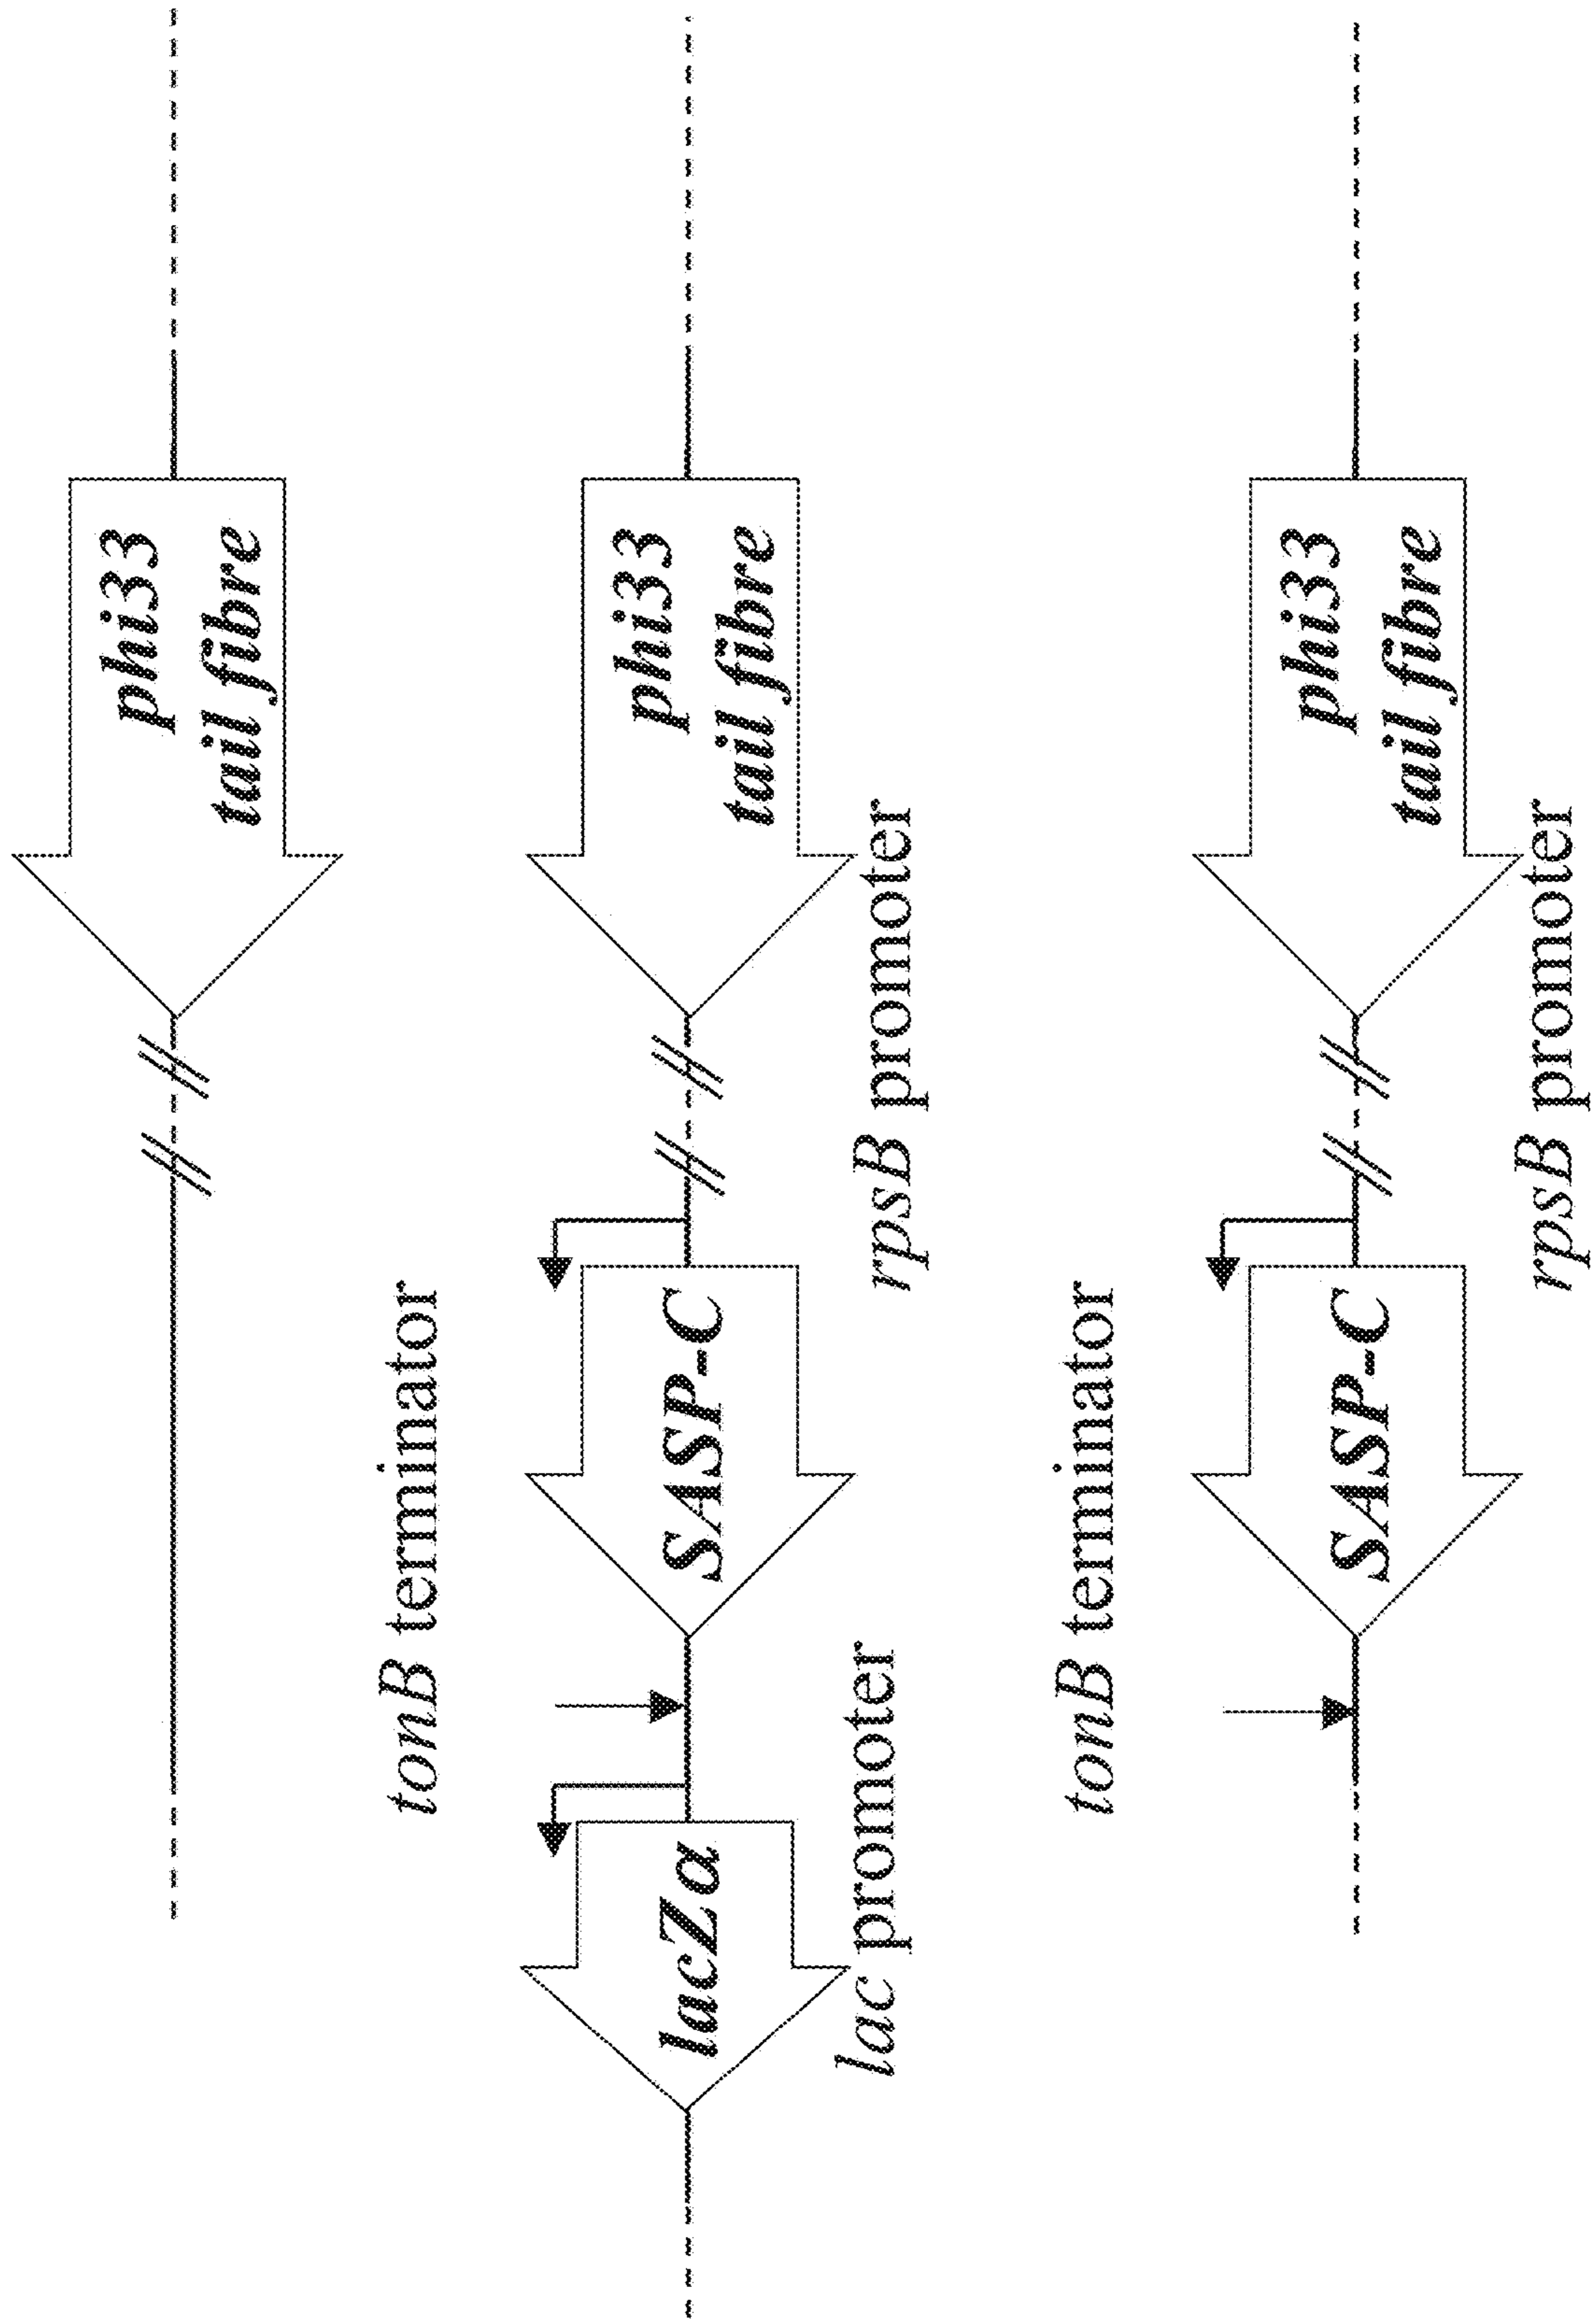 phi33
tail fibre
tonB terminator
lacZα
SASP-C
phi33
tail fibre
lac promoter
rpsB promoter
tonB terminator
SASP-C
phi33
tail fibre
rpsB promoter